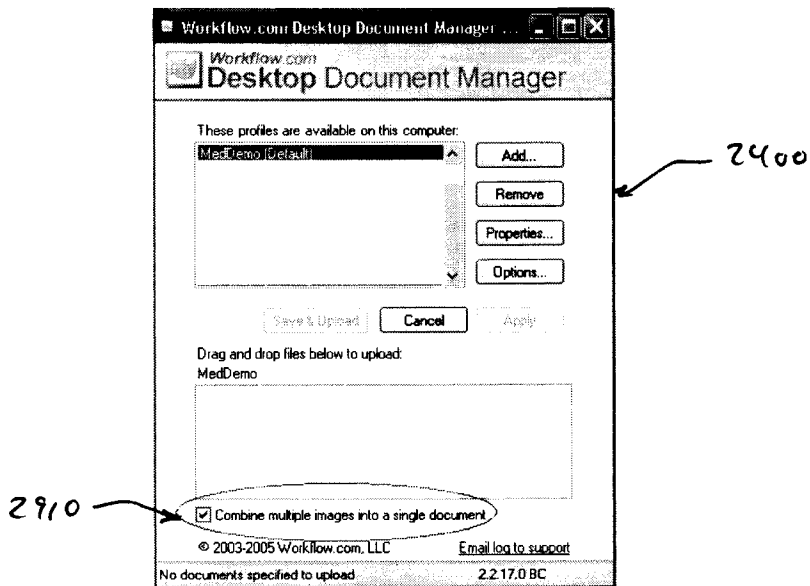 Workflow.com Desktop Document Manager ...
Workflow.com
Desktop Document Manager
These profiles are available on this computer:
MedDemo (Default)
Add...
Remove
Properties...
Options...
2400
Save & Upload
Cancel
Apply
Drag and drop files below to upload:
MedDemo
2910
Combine multiple images into a single document
© 2003-2005 Workflow.com, LLC
Email log to support
No documents specified to upload
2.2.17.0 BC